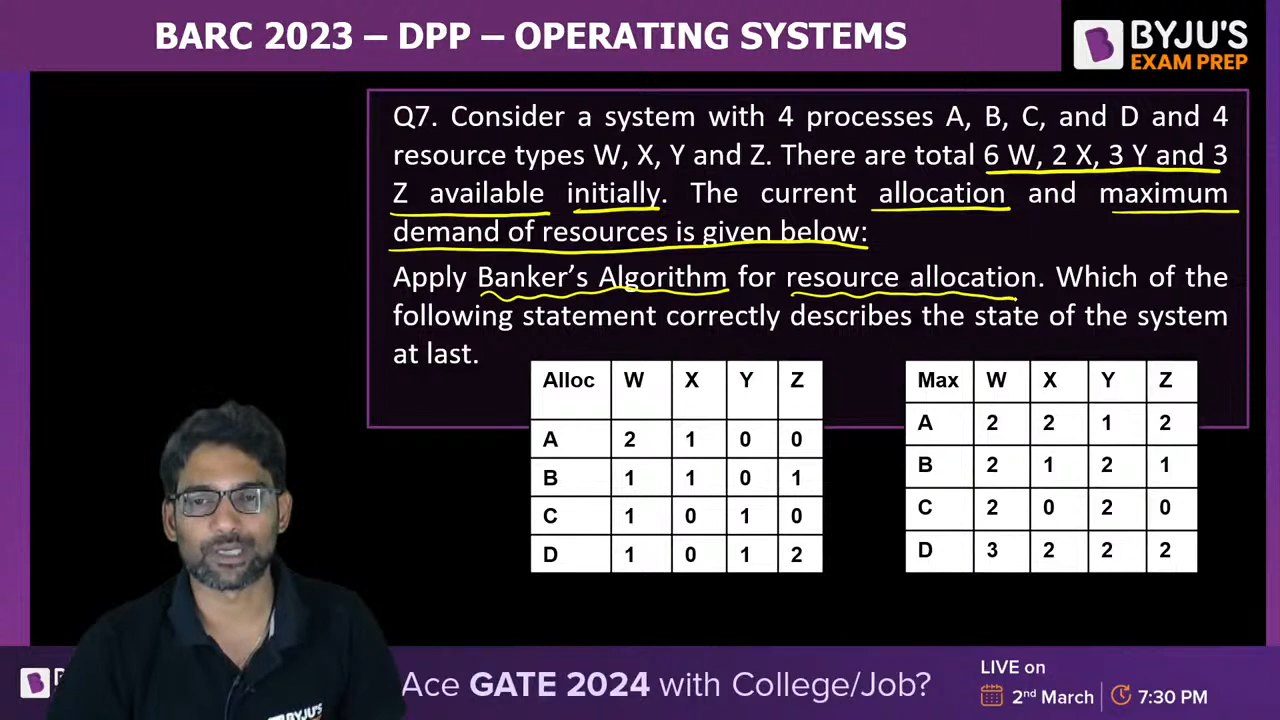 BARC 2023 – DPP – OPERATING SYSTEMS
BYJU'S
EXAM PREP
Q7. Consider a system with 4 processes A, B, C, and D and 4
resource types W, X, Y and Z. There are total 6 W, 2 X, 3 Y and 3
Z available initially. The current allocation and maximum
demand of resources is given below:
Apply Banker’s Algorithm for resource allocation. Which of the
following statement correctly describes the state of the system
at last.
Alloc W X Y Z
A 2 1 0 0
B 1 1 0 1
C 1 0 1 0
D 1 0 1 2
Max W X Y Z
A 2 2 1 2
B 2 1 2 1
C 2 0 2 0
D 3 2 2 2
Ace GATE 2024 with College/Job?
LIVE on
2nd March | 7:30 PM
BYJU'S